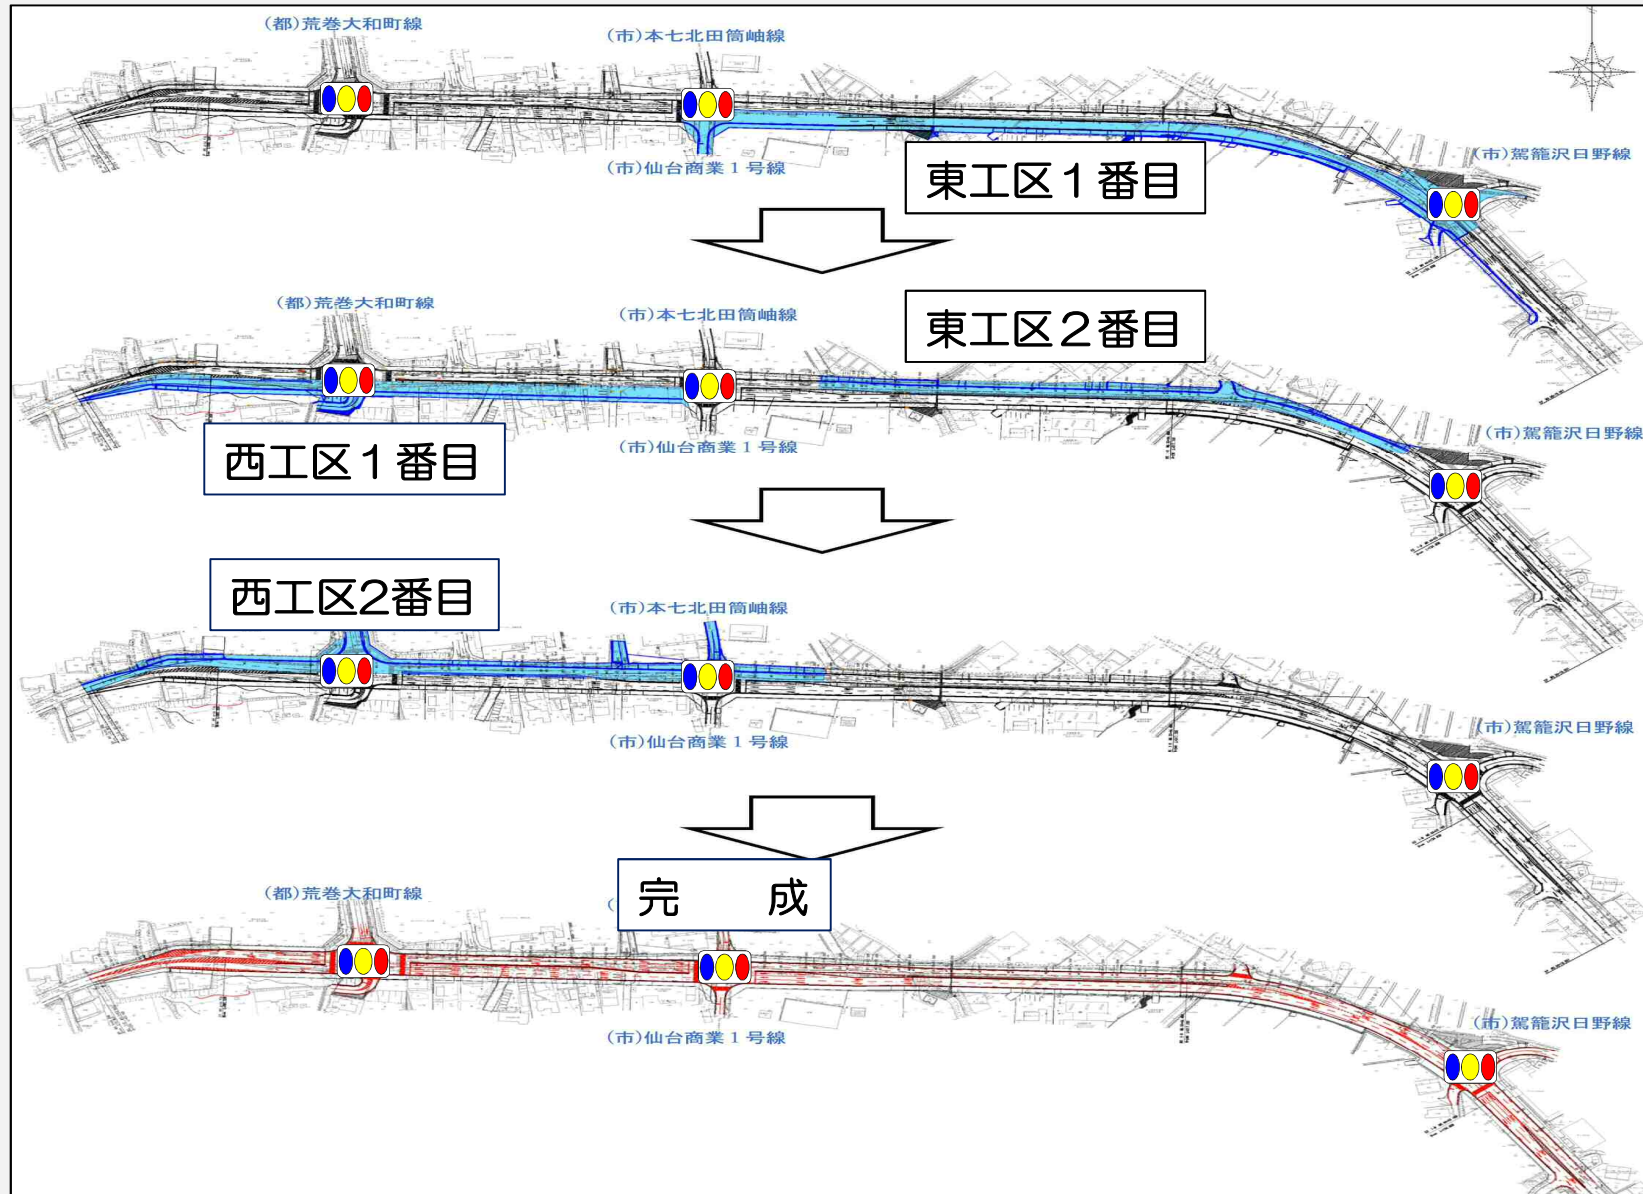 (都)荒巻大和町線
(市)本七北田筒岫線
(市)仙台商業1号線
(市)駕籠沢日野線
東工区1番目
(都)荒巻大和町線
(市)本七北田筒岫線
東工区2番目
(市)仙台商業1号線
(市)駕籠沢日野線
西工区1番目
西工区2番目
(市)本七北田筒岫線
(市)仙台商業1号線
(市)駕籠沢日野線
(都)荒巻大和町線
完 成
(市)仙台商業1号線
(市)駕籠沢日野線